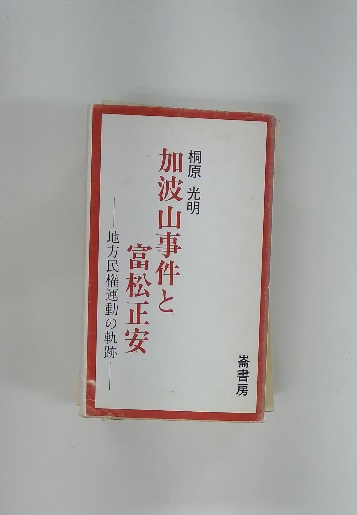 桐原 光明
加波山事件と
富松正安
――地方民権運動の軌跡――
崙書房